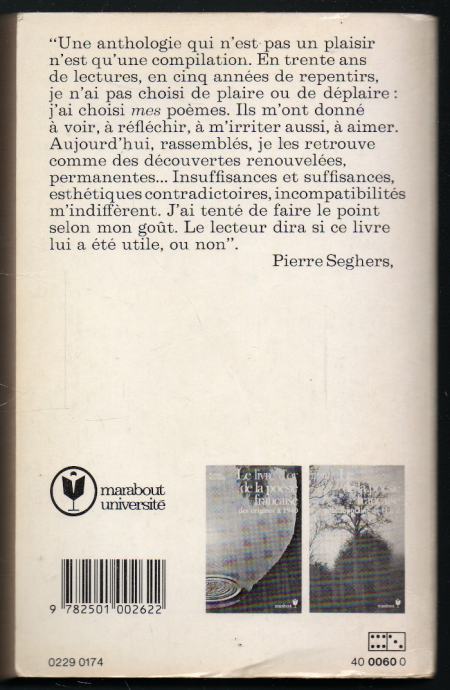 “Une anthologie qui n'est pas un plaisir
n'est qu'une compilation. En trente ans
de lectures, en cinq années de repentirs,
je n'ai pas choisi de plaire ou de déplaire :
j'ai choisi mes poèmes. Ils m'ont donné
à voir, à réfléchir, à m'irriter aussi, à aimer.
Aujourd'hui, rassemblés, je les retrouve
comme des découvertes renouvelées,
permanentes... Insuffisances et suffisances,
esthétiques contradictoires, incompatibilités
m'indiffèrent. J'ai tenté de faire le point
selon mon goût. Le lecteur dira si ce livre
lui a été utile, ou non”.
Pierre Seghers,
marabout
université
Le livre d'or
de la poésie
française
des origines à 1940
marabout
française
marabout
9 782501 002622
0229 0174
40 0060 0